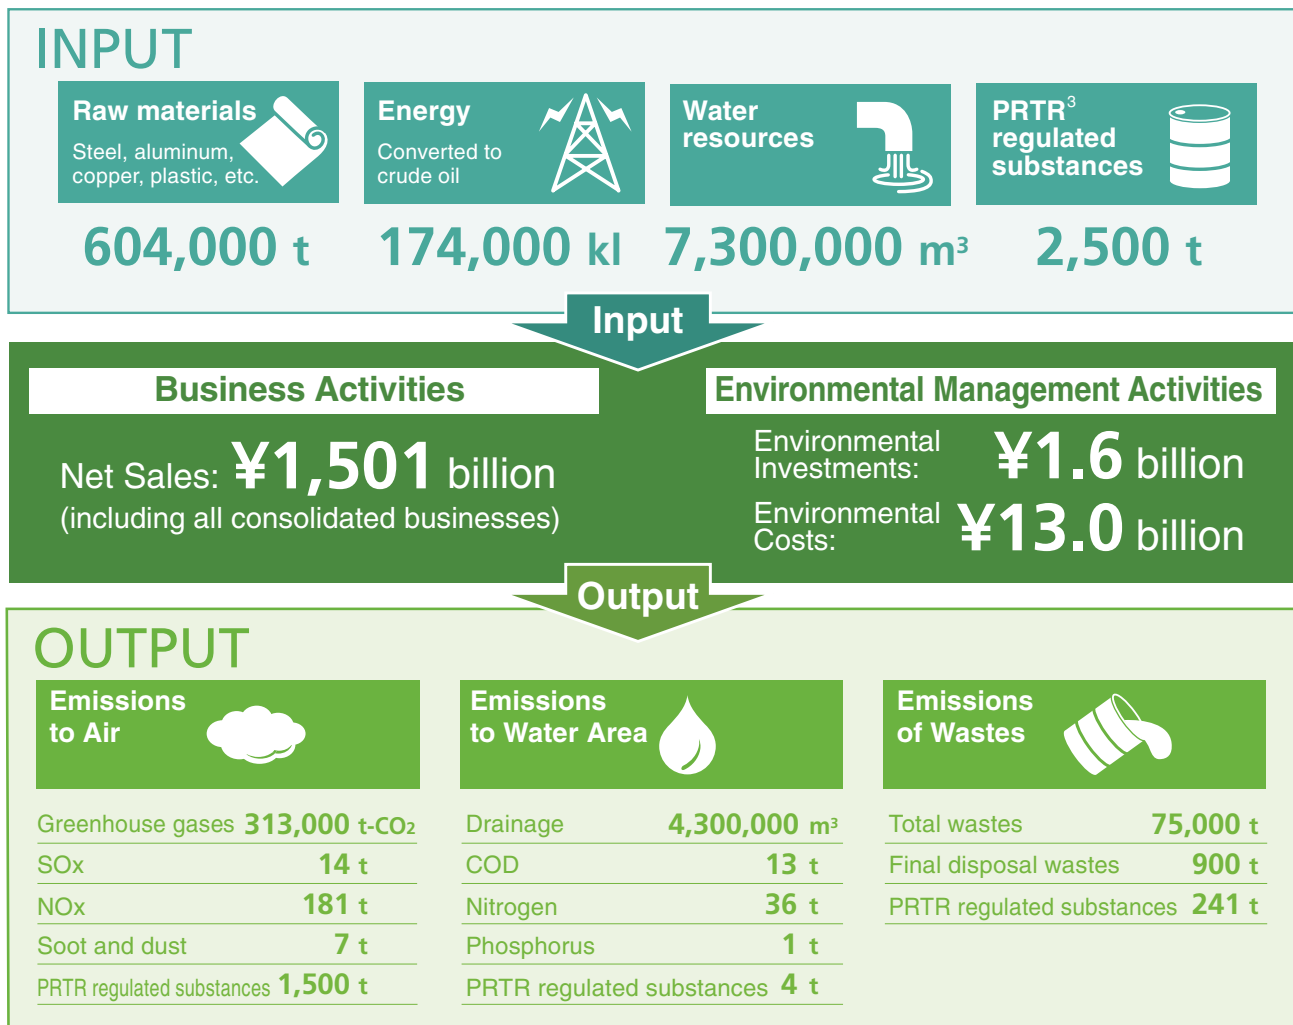 INPUT
Raw materials
Steel, aluminum,
copper, plastic, etc.
604,000 t
Energy
Converted to
crude oil
174,000 kl
Water
resources
7,300,000 m³
PRTR³
regulated
substances
2,500 t
Input
Business Activities
Net Sales: ¥1,501 billion
(including all consolidated businesses)
Environmental Management Activities
Environmental
Investments: ¥1.6 billion
Environmental
Costs: ¥13.0 billion
Output
OUTPUT
Emissions
to Air
Greenhouse gases 313,000 t-CO₂
SOx 14 t
NOx 181 t
Soot and dust 7 t
PRTR regulated substances 1,500 t
Emissions
to Water Area
Drainage 4,300,000 m³
COD 13 t
Nitrogen 36 t
Phosphorus 1 t
PRTR regulated substances 4 t
Emissions
of Wastes
Total wastes 75,000 t
Final disposal wastes 900 t
PRTR regulated substances 241 t